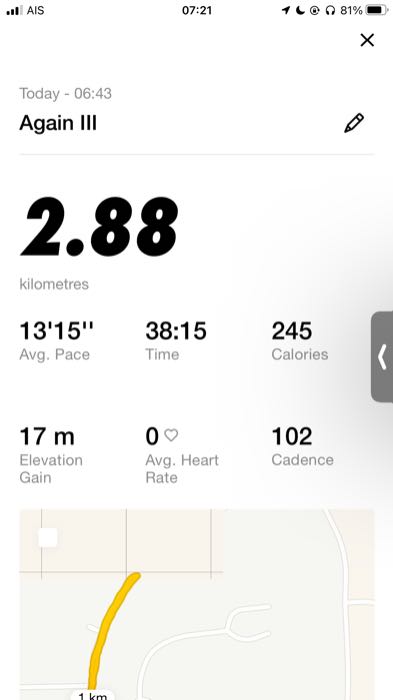 AIS 07:21 81%
Today - 06:43
Again III
2.88
kilometres
13'15'' 38:15 245
Avg. Pace Time Calories
17 m 0 102
Elevation Avg. Heart Cadence
Gain Rate
1 km